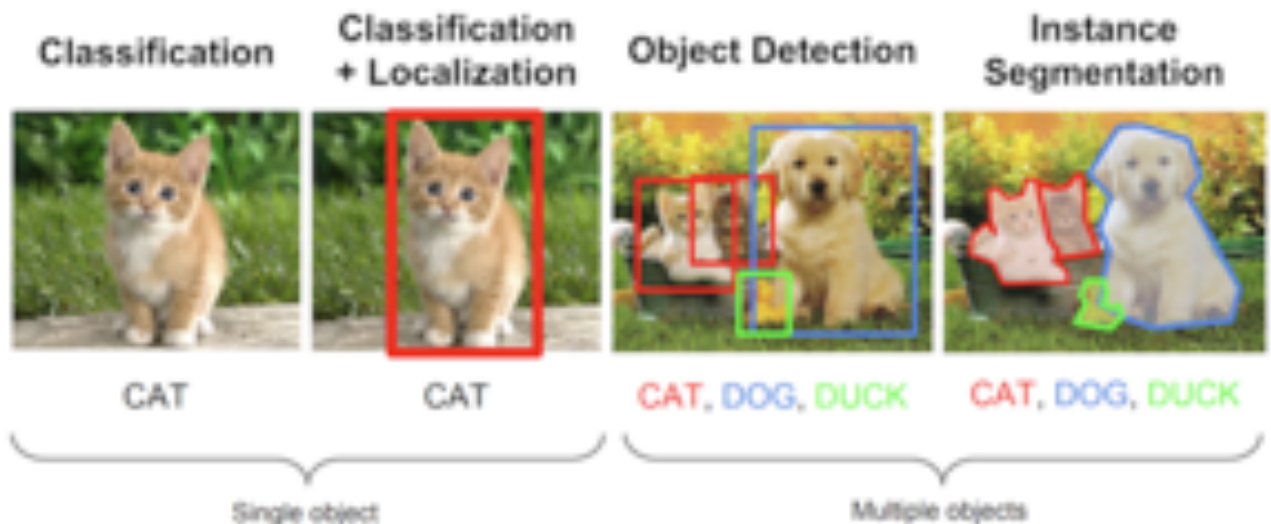 Classification
Classification
+ Localization
Object Detection
Instance
Segmentation
CAT
CAT
CAT, DOG, DUCK
CAT, DOG, DUCK
Single object
Multiple objects